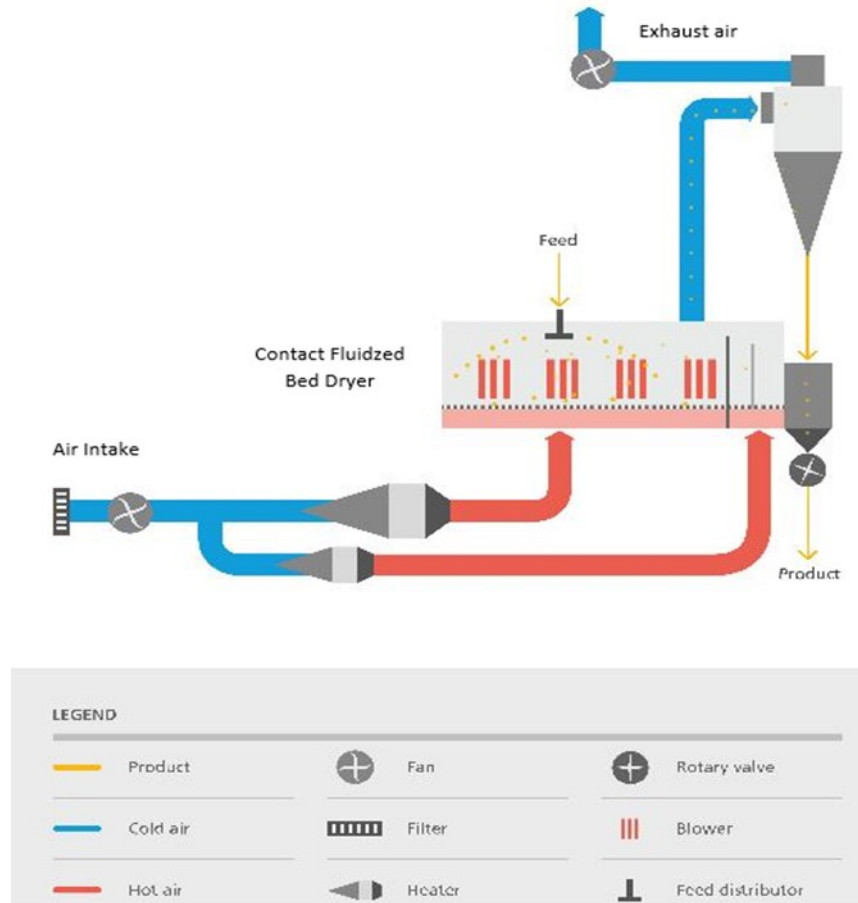 Exhaust air
Feed
Contact Fluidzed
Bed Dryer
Air Intake
Product
LEGEND
Product
Fan
Rotary valve
Cold air
Filter
Blower
Hot air
Heater
Feed distributor